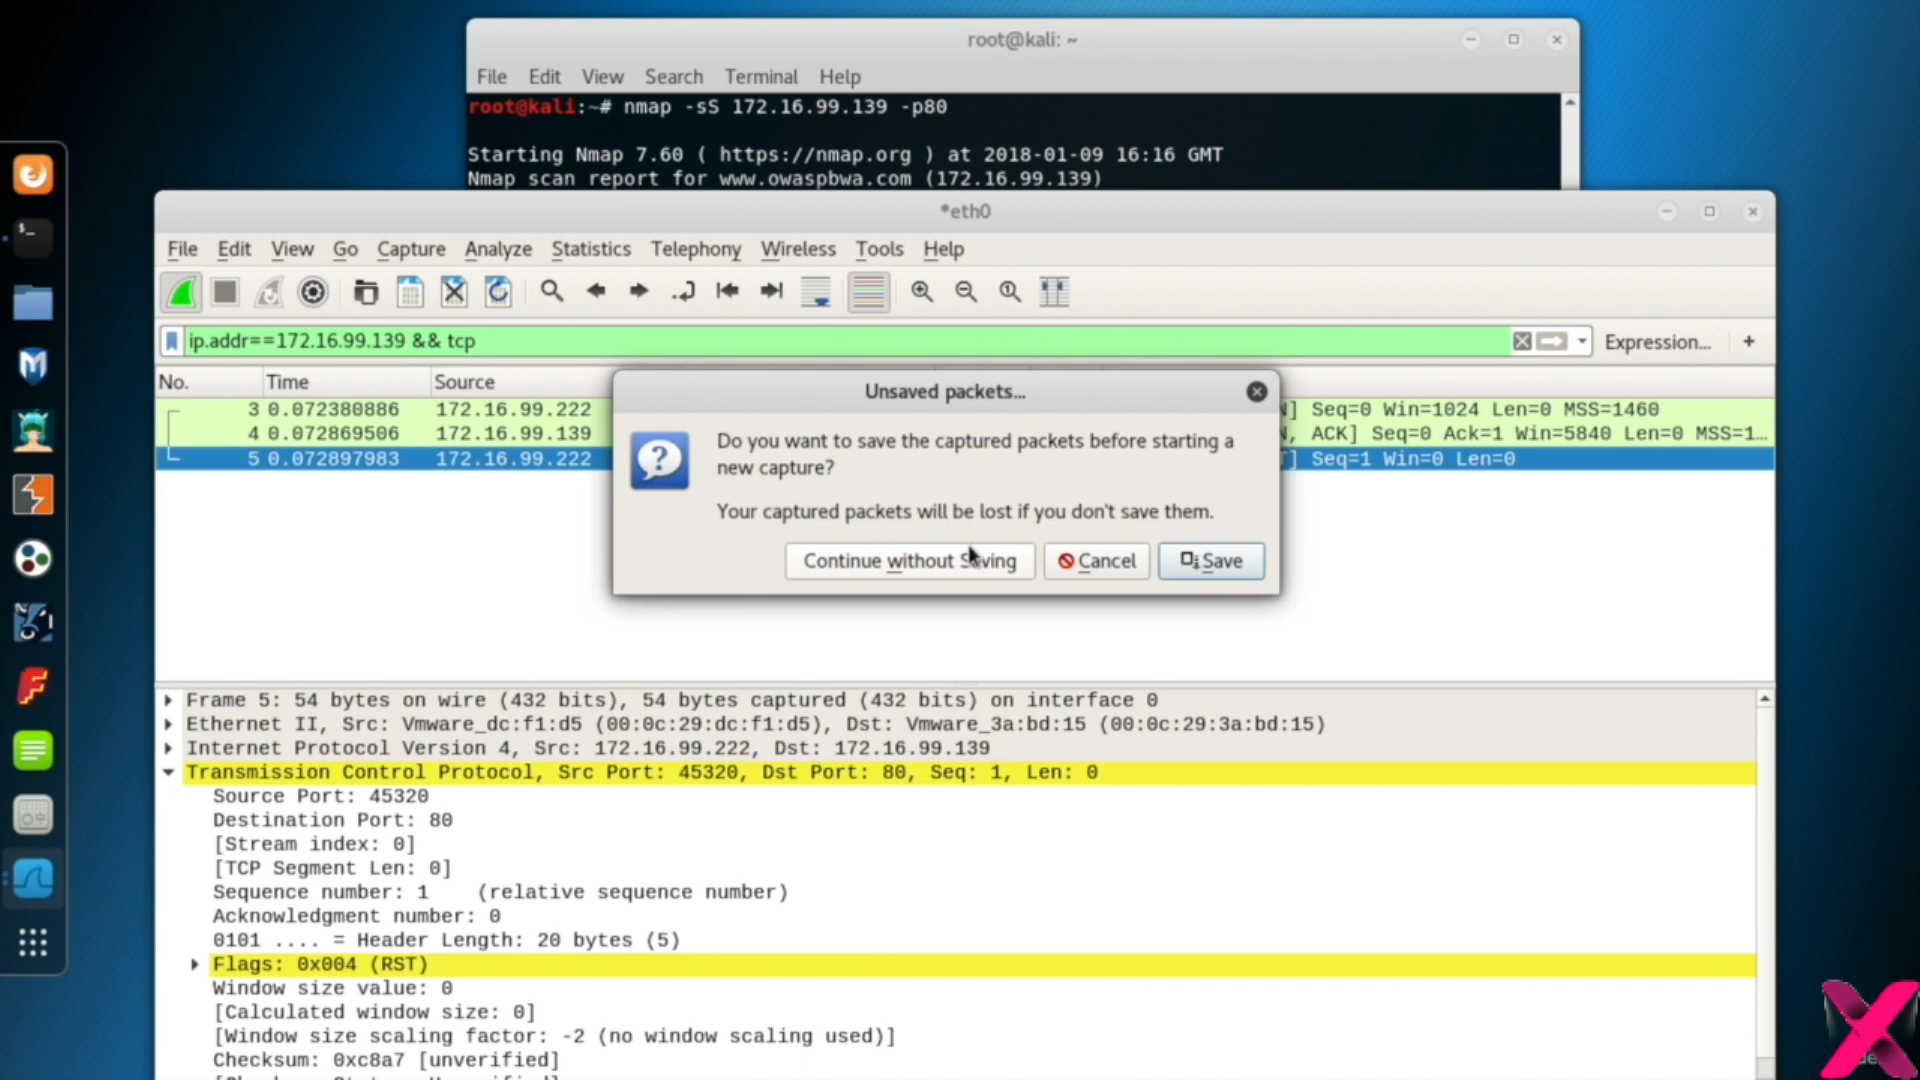 root@kali: ~
File Edit View Search Terminal Help
root@kali:~# nmap -sS 172.16.99.139 -p80
Starting Nmap 7.60 ( https://nmap.org ) at 2018-01-09 16:16 GMT
Nmap scan report for www.owaspbwa.com (172.16.99.139)
*eth0
File Edit View Go Capture Analyze Statistics Telephony Wireless Tools Help
ip.addr==172.16.99.139 && tcp
Expression... +
No. Time Source
3 0.072380886 172.16.99.222 ] Seq=0 Win=1024 Len=0 MSS=1460
4 0.072869506 172.16.99.139 , ACK] Seq=0 Ack=1 Win=5840 Len=0 MSS=1…
5 0.072897983 172.16.99.222 ] Seq=1 Win=0 Len=0
Unsaved packets...
Do you want to save the captured packets before starting a
new capture?
Your captured packets will be lost if you don't save them.
Continue without Saving Cancel Save
Frame 5: 54 bytes on wire (432 bits), 54 bytes captured (432 bits) on interface 0
Ethernet II, Src: Vmware_dc:f1:d5 (00:0c:29:dc:f1:d5), Dst: Vmware_3a:bd:15 (00:0c:29:3a:bd:15)
Internet Protocol Version 4, Src: 172.16.99.222, Dst: 172.16.99.139
Transmission Control Protocol, Src Port: 45320, Dst Port: 80, Seq: 1, Len: 0
Source Port: 45320
Destination Port: 80
[Stream index: 0]
[TCP Segment Len: 0]
Sequence number: 1 (relative sequence number)
Acknowledgment number: 0
0101 .... = Header Length: 20 bytes (5)
Flags: 0x004 (RST)
Window size value: 0
[Calculated window size: 0]
[Window size scaling factor: -2 (no window scaling used)]
Checksum: 0xc8a7 [unverified]